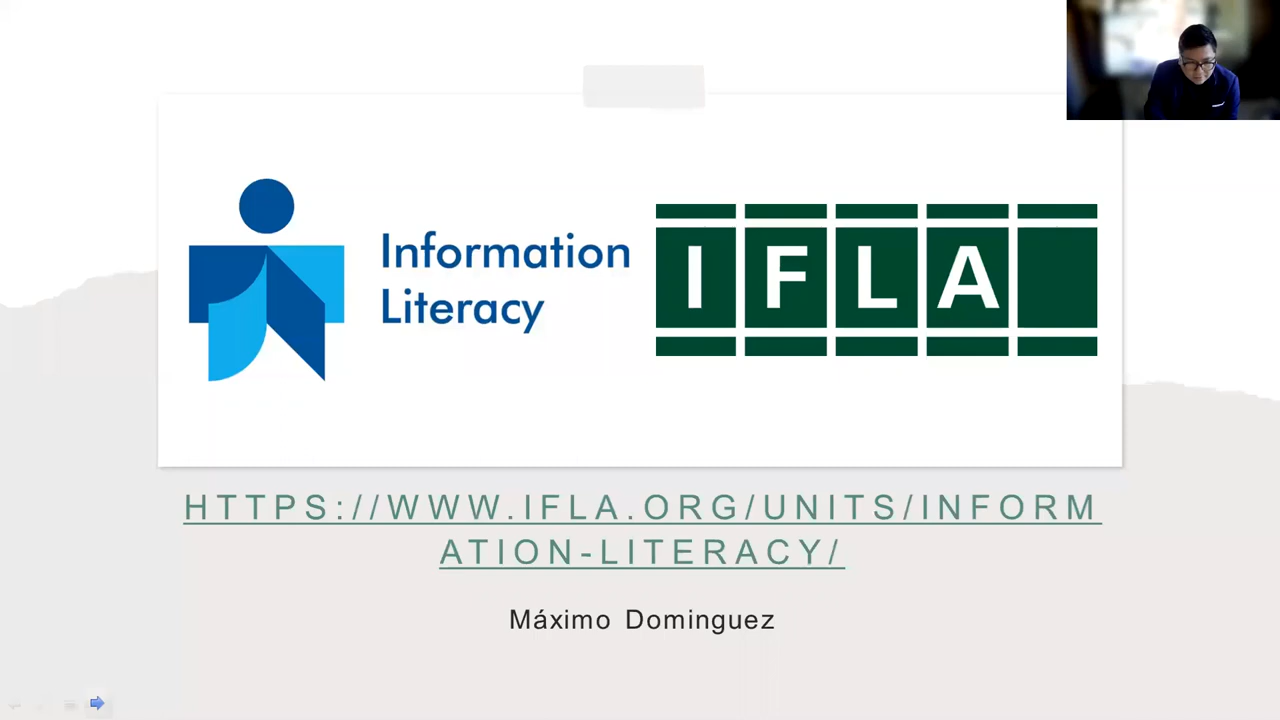 Information
Literacy
IFLA
HTTPS://WWW.IFLA.ORG/UNITS/INFORM
ATION-LITERACY/
Máximo Dominguez